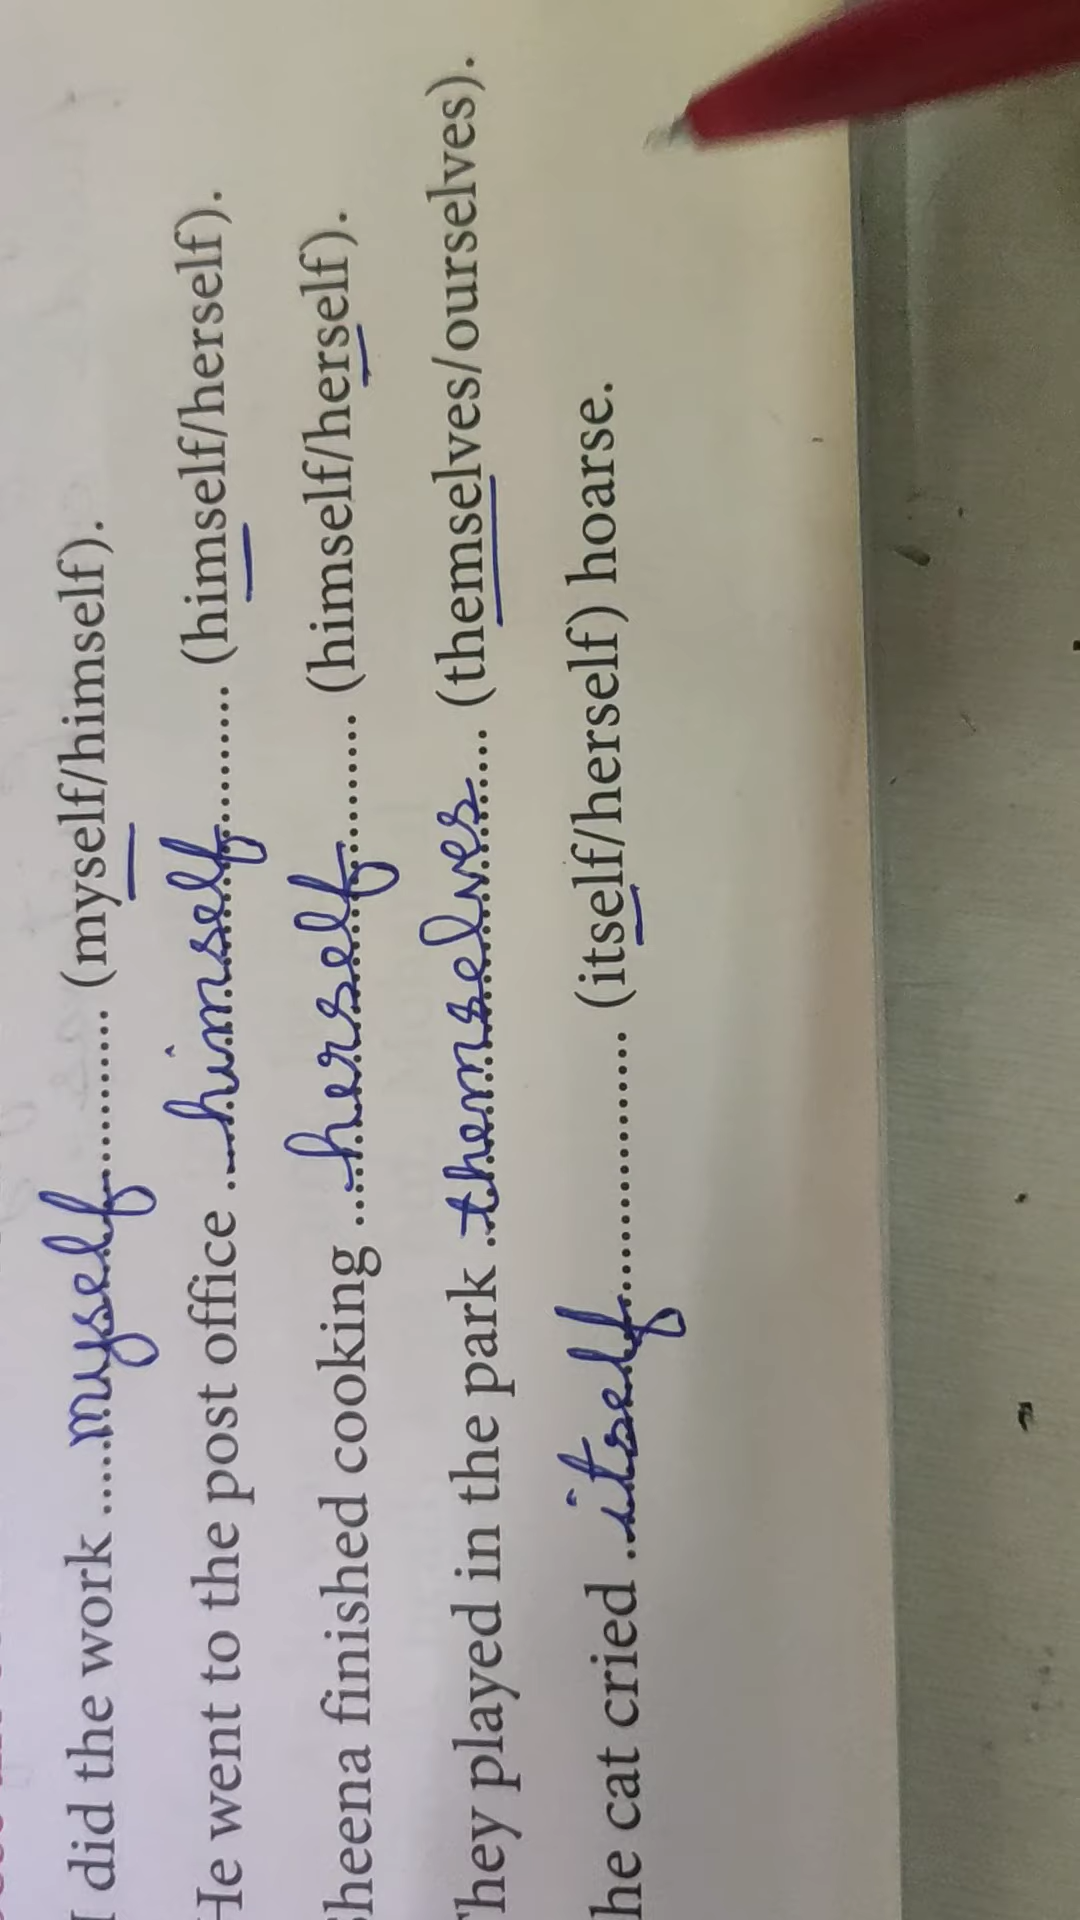 I did the work .....myself.......... (myself/himself).
He went to the post office ...himself.......... (himself/herself).
heena finished cooking .....herself.......... (himself/herself).
They played in the park ..themselves..... (themselves/ourselves).
he cat cried ..itself................... (itself/herself) hoarse.